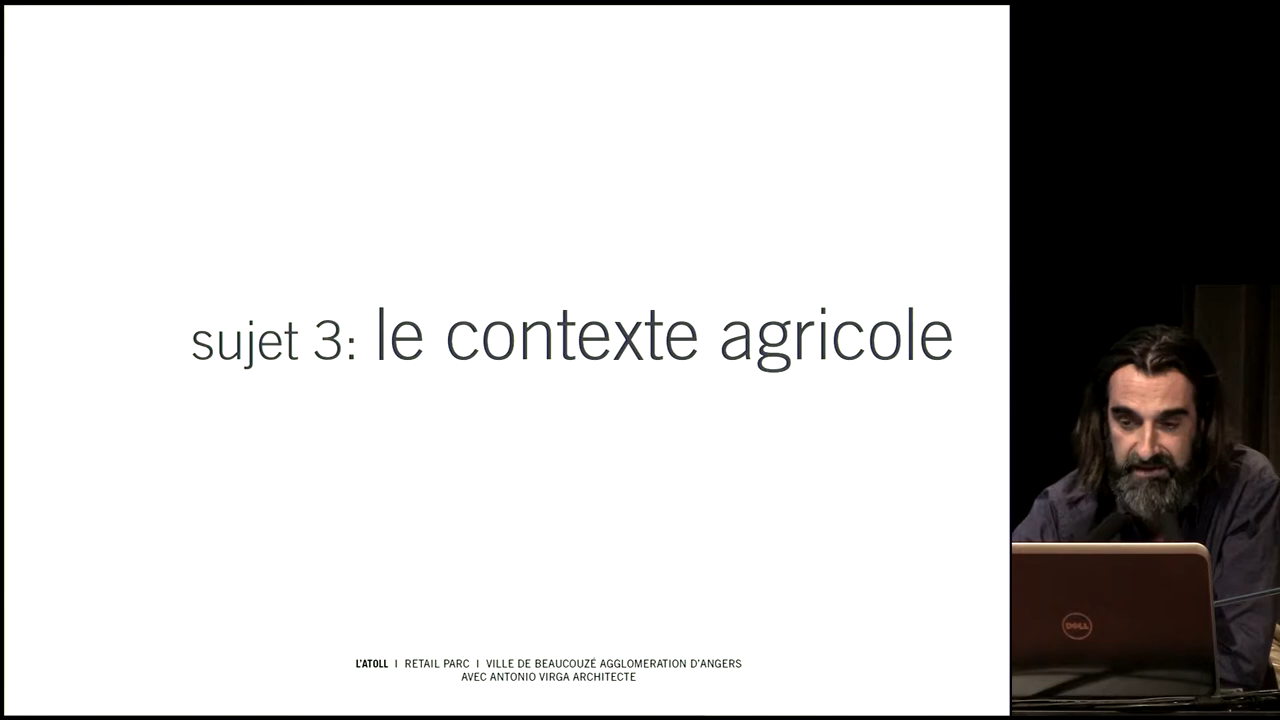 sujet 3: le contexte agricole
L'ATOLL I RETAIL PARC I VILLE DE BEAUCOUZÉ AGGLOMERATION D'ANGERS
AVEC ANTONIO VIRGA ARCHITECTE
DELL